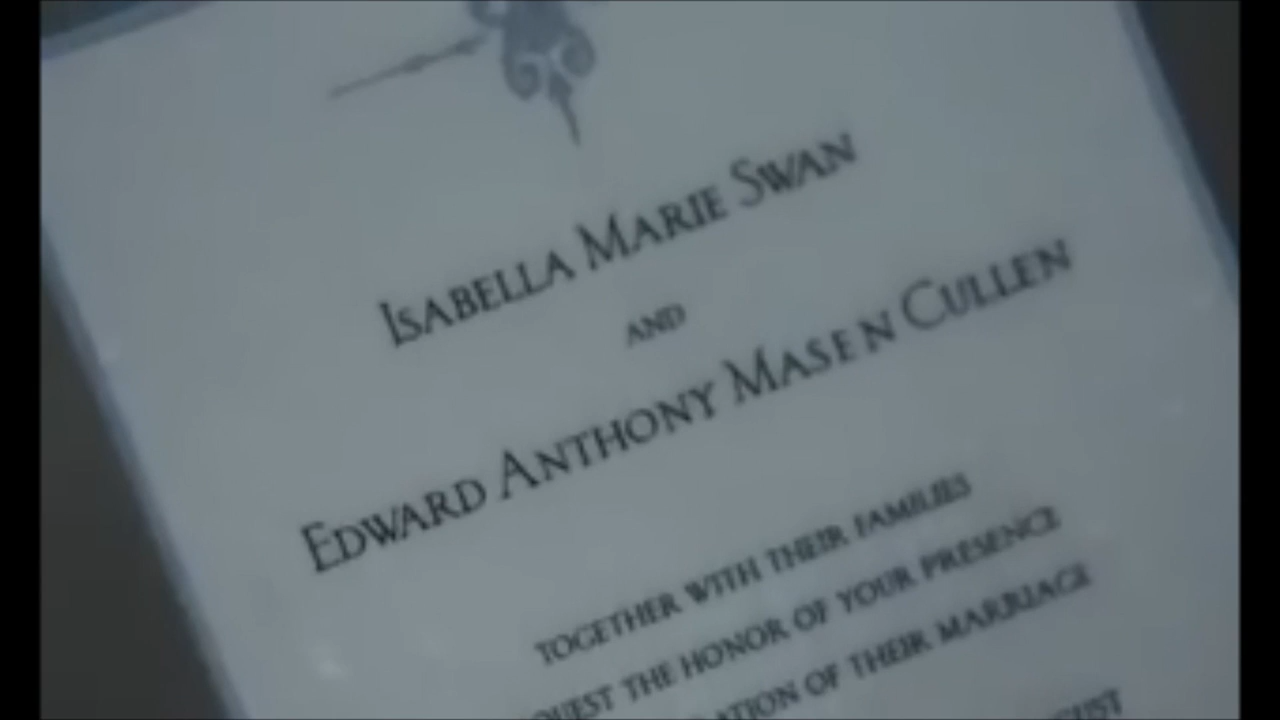 ISABELLA MARIE SWAN
AND
EDWARD ANTHONY MASEN CULLEN
TOGETHER WITH THEIR FAMILIES
THE HONOR OF YOUR PRESENCE
OF THEIR MARRIAGE